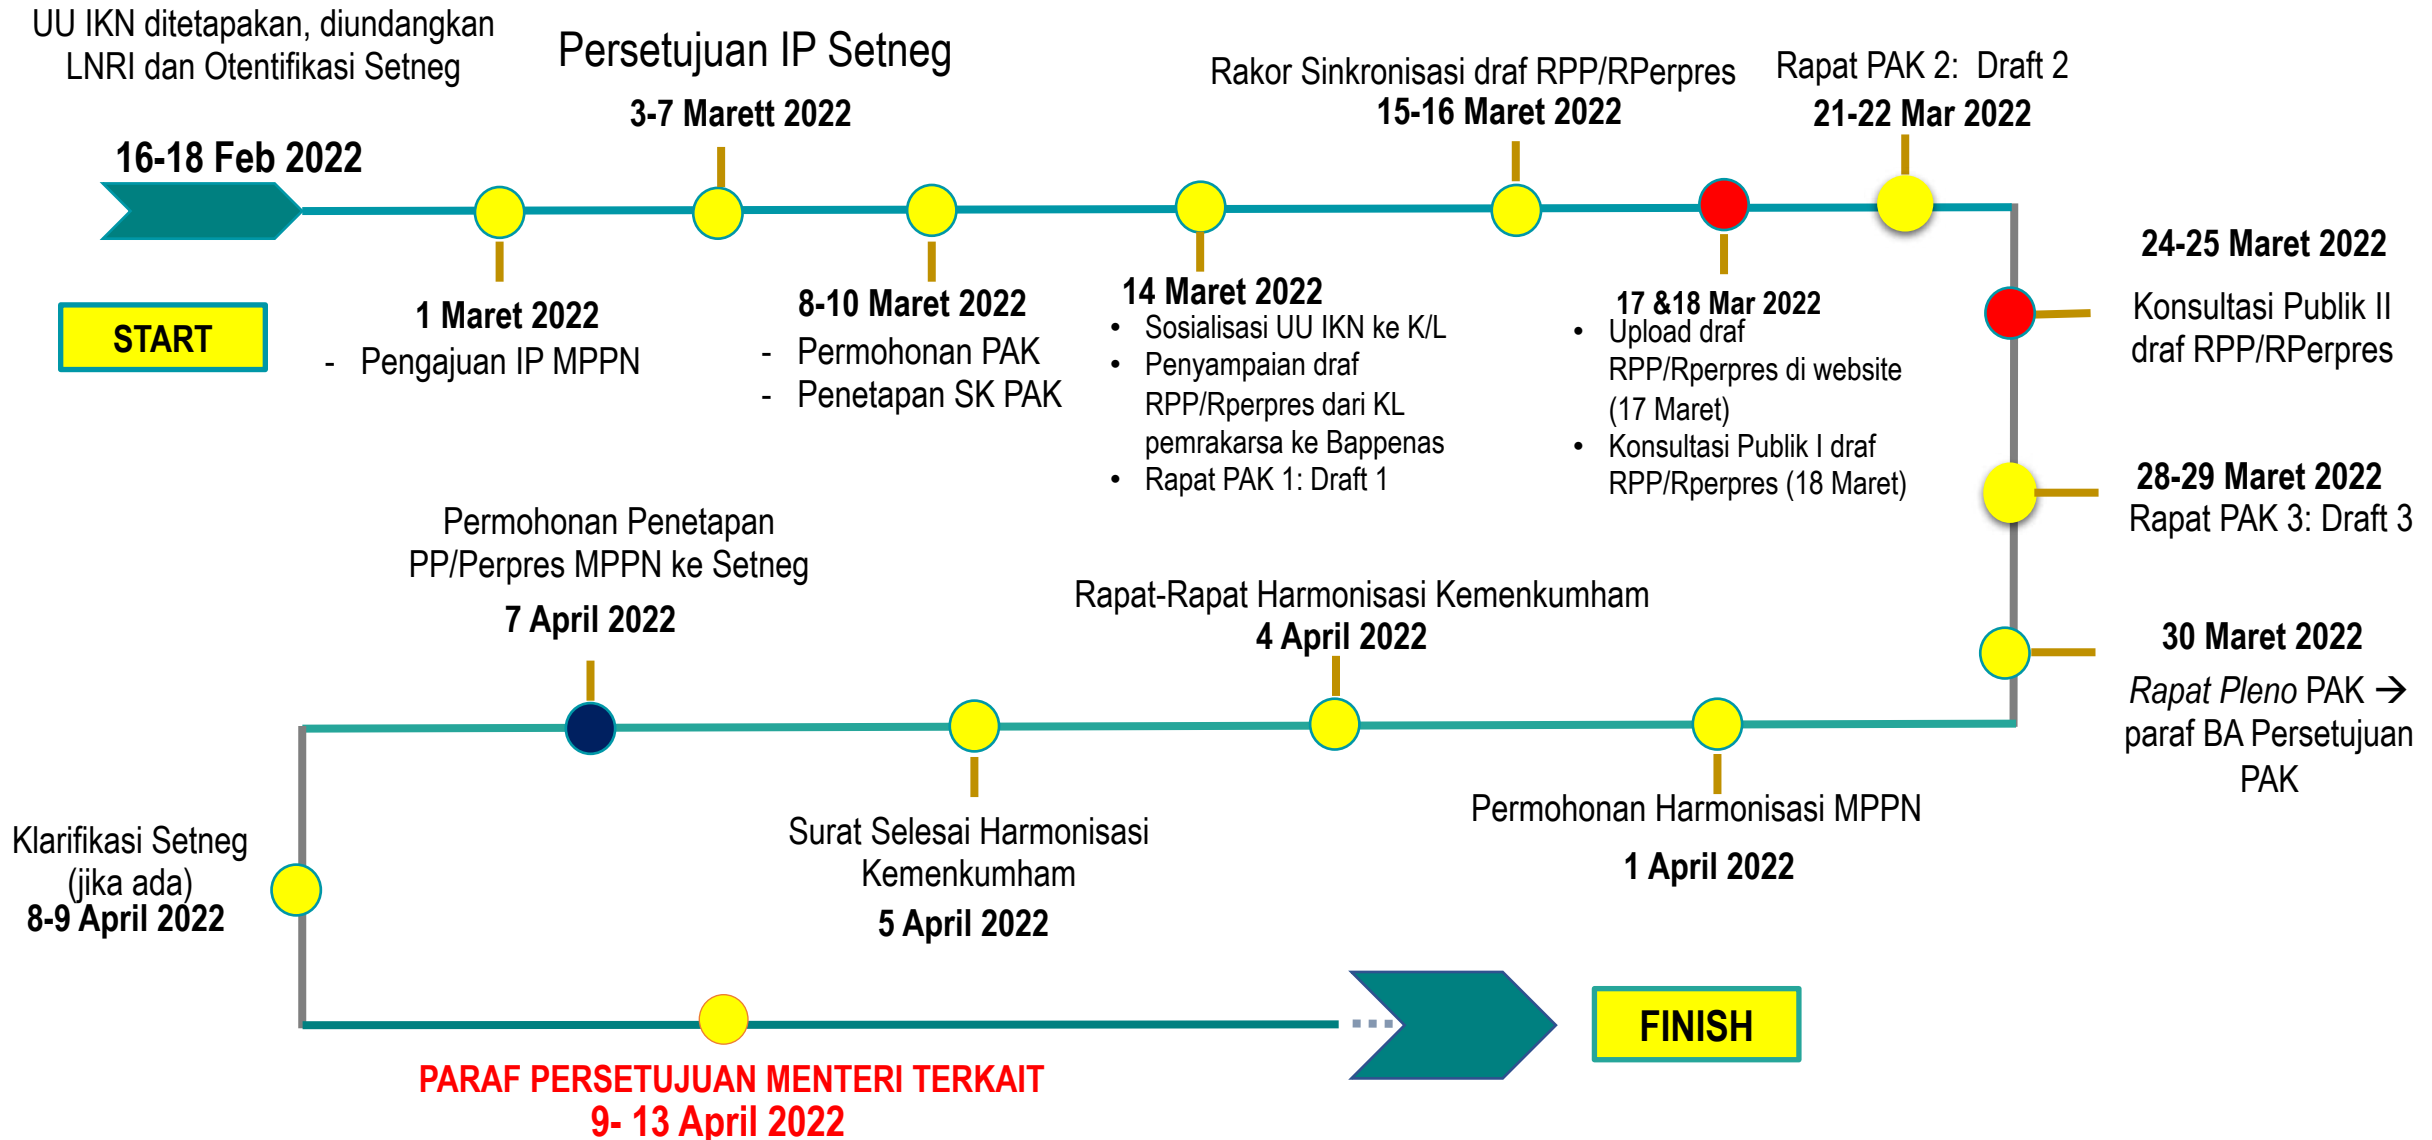 UU IKN ditetapakan, diundangkan
LNRI dan Otentifikasi Setneg
16-18 Feb 2022
START
1 Maret 2022
- Pengajuan IP MPPN
Persetujuan IP Setneg
3-7 Marett 2022
8-10 Maret 2022
- Permohonan PAK
- Penetapan SK PAK
14 Maret 2022
• Sosialisasi UU IKN ke K/L
• Penyampaian draf
RPP/Rperpres dari KL
pemrakarsa ke Bappenas
• Rapat PAK 1: Draft 1
Rakor Sinkronisasi draf RPP/RPerpres
15-16 Maret 2022
17 &18 Mar 2022
• Upload draf
RPP/Rperpres di website
(17 Maret)
• Konsultasi Publik I draf
RPP/Rperpres (18 Maret)
Rapat PAK 2: Draft 2
21-22 Mar 2022
24-25 Maret 2022
Konsultasi Publik II
draf RPP/RPerpres
28-29 Maret 2022
Rapat PAK 3: Draft 3
30 Maret 2022
Rapat Pleno PAK →
paraf BA Persetujuan
PAK
Permohonan Harmonisasi MPPN
1 April 2022
Rapat-Rapat Harmonisasi Kemenkumham
4 April 2022
Surat Selesai Harmonisasi
Kemenkumham
5 April 2022
Permohonan Penetapan
PP/Perpres MPPN ke Setneg
7 April 2022
Klarifikasi Setneg
(jika ada)
8-9 April 2022
PARAF PERSETUJUAN MENTERI TERKAIT
9- 13 April 2022
FINISH